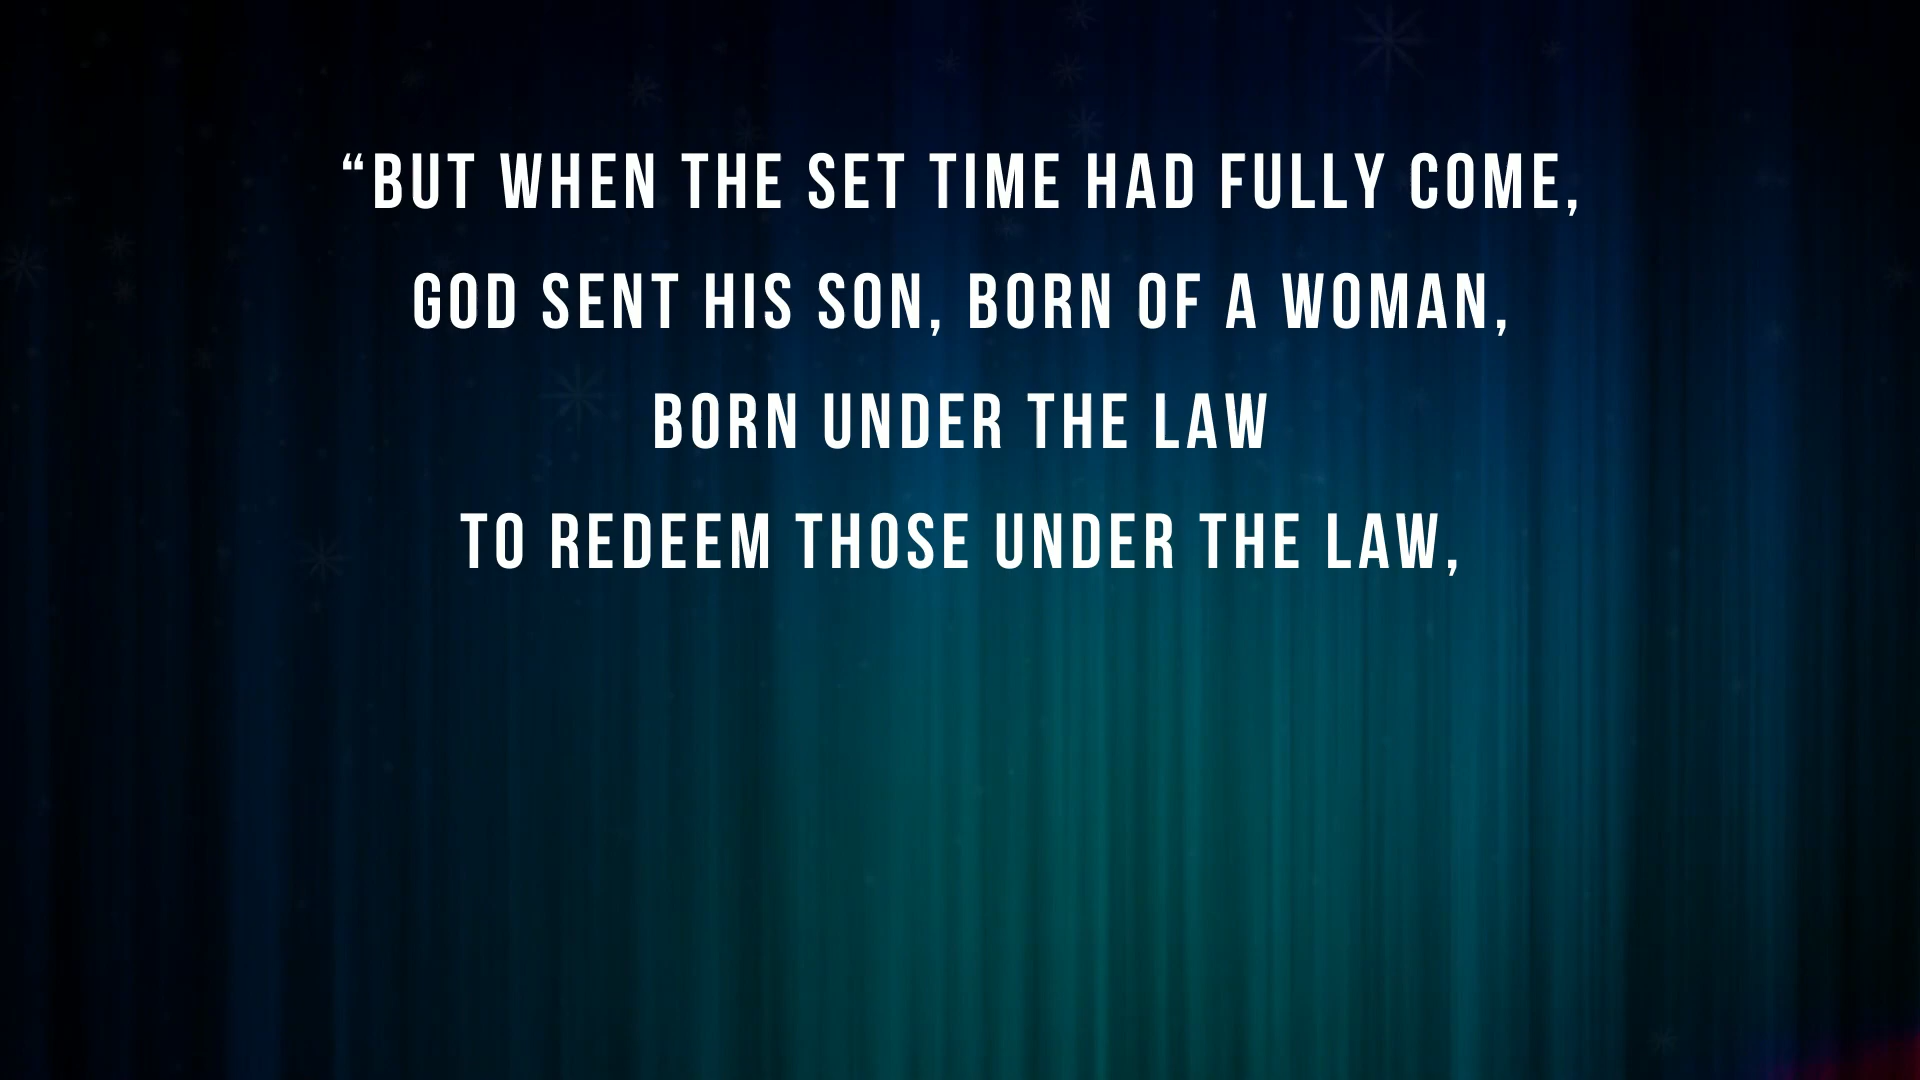 “BUT WHEN THE SET TIME HAD FULLY COME,
GOD SENT HIS SON, BORN OF A WOMAN,
BORN UNDER THE LAW
TO REDEEM THOSE UNDER THE LAW,